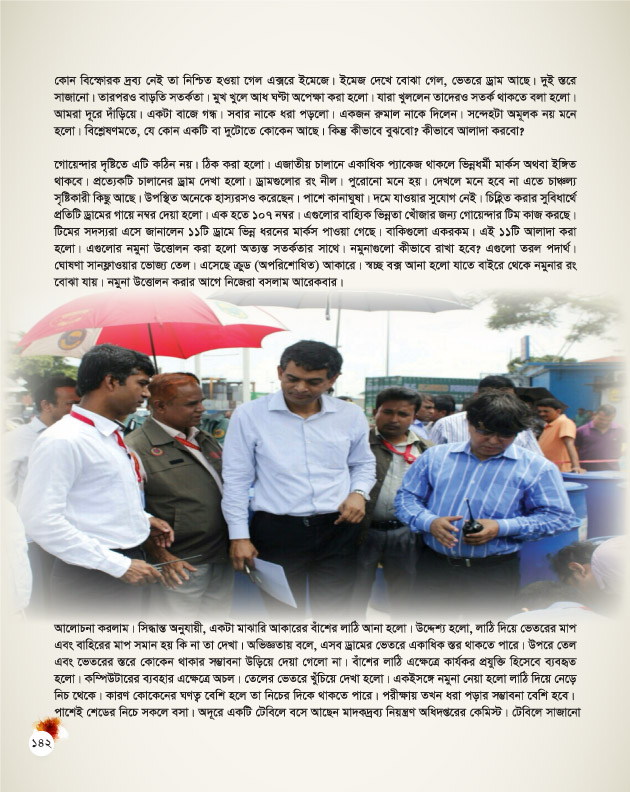 কোন বিস্ফোরক দ্রব্য নেই তা নিশ্চিত হওয়া গেল এক্সরে ইমেজে। ইমেজ দেখে বোঝা গেল, ভেতরে ড্রাম আছে। দুই স্তরে
সাজানো। তারপরও বাড়তি সতর্কতা। মুখ খুলে আধ ঘণ্টা অপেক্ষা করা হলো। যারা খুললেন তাদেরও সতর্ক থাকতে বলা হলো।
আমরা দূরে দাঁড়িয়ে। একটা বাজে গন্ধ। সবার নাকে ধরা পড়লো। একজন রুমাল নাকে দিলেন। সন্দেহটা অমূলক নয় মনে
হলো। বিশ্লেষণমতে, যে কোন একটি বা দুটোতে কোকেন আছে। কিন্তু কীভাবে বুঝবো? কীভাবে আলাদা করবো?
গোয়েন্দার দৃষ্টিতে এটি কঠিন নয়। ঠিক করা হলো। এজাতীয় চালানে একাধিক প্যাকেজ থাকলে ভিন্নধর্মী মার্কস অথবা ইঙ্গিত
থাকবে। প্রত্যেকটি চালানের ড্রাম দেখা হলো। ড্রামগুলোর রং নীল। পুরোনো মনে হয়। দেখলে মনে হবে না এতে চাঞ্চল্য
সৃষ্টিকারী কিছু আছে। উপস্থিত অনেকে হাস্যরসও করেছেন। পাশে কানাঘুষা। দমে যাওয়ার সুযোগ নেই। চিহ্নিত করার সুবিধার্থে
প্রতিটি ড্রামের গায়ে নম্বর দেয়া হলো। এক হতে ১০৭ নম্বর। এগুলোর বাহ্যিক ভিন্নতা খোঁজার জন্য গোয়েন্দার টিম কাজ করছে।
টিমের সদস্যরা এসে জানালেন ১১টি ড্রামে ভিন্ন ধরনের মার্কস পাওয়া গেছে। বাকিগুলো একরকম। এই ১১টি আলাদা করা
হলো। এগুলোর নমুনা উত্তোলন করা হলো অত্যন্ত সতর্কতার সাথে। নমুনাগুলো কীভাবে রাখা হবে? এগুলো তরল পদার্থ।
ঘোষণা সানফ্লাওয়ার ভোজ্য তেল। এসেছে ক্রুড (অপরিশোধিত) আকারে। স্বচ্ছ বক্স আনা হলো যাতে বাইরে থেকে নমুনার রং
বোঝা যায়। নমুনা উত্তোলন করার আগে নিজেরা বসলাম আরেকবার।
আলোচনা করলাম। সিদ্ধান্ত অনুযায়ী, একটা মাঝারি আকারের বাঁশের লাঠি আনা হলো। উদ্দেশ্য হলো, লাঠি দিয়ে ভেতরের মাপ
এবং বাহিরের মাপ সমান হয় কি না তা দেখা। অভিজ্ঞতায় বলে, এসব ড্রামের ভেতরে একাধিক স্তর থাকতে পারে। উপরে তেল
এবং ভেতরের স্তরে কোকেন থাকার সম্ভাবনা উড়িয়ে দেয়া গেলো না। বাঁশের লাঠি এক্ষেত্রে কার্যকর প্রযুক্তি হিসেবে ব্যবহৃত
হলো। কম্পিউটারের ব্যবহার এক্ষেত্রে অচল। তেলের ভেতরে খুঁচিয়ে দেখা হলো। একইসঙ্গে নমুনা নেয়া হলো লাঠি দিয়ে নেড়ে
নিচ থেকে। কারণ কোকেনের ঘণত্ব বেশি হলে তা নিচের দিকে থাকতে পারে। পরীক্ষায় তখন ধরা পড়ার সম্ভাবনা বেশি হবে।
পাশেই শেডের নিচে সকলে বসা। অদূরে একটি টেবিলে বসে আছেন মাদকদ্রব্য নিয়ন্ত্রণ অধিদপ্তরের কেমিস্ট। টেবিলে সাজানো
১৪২